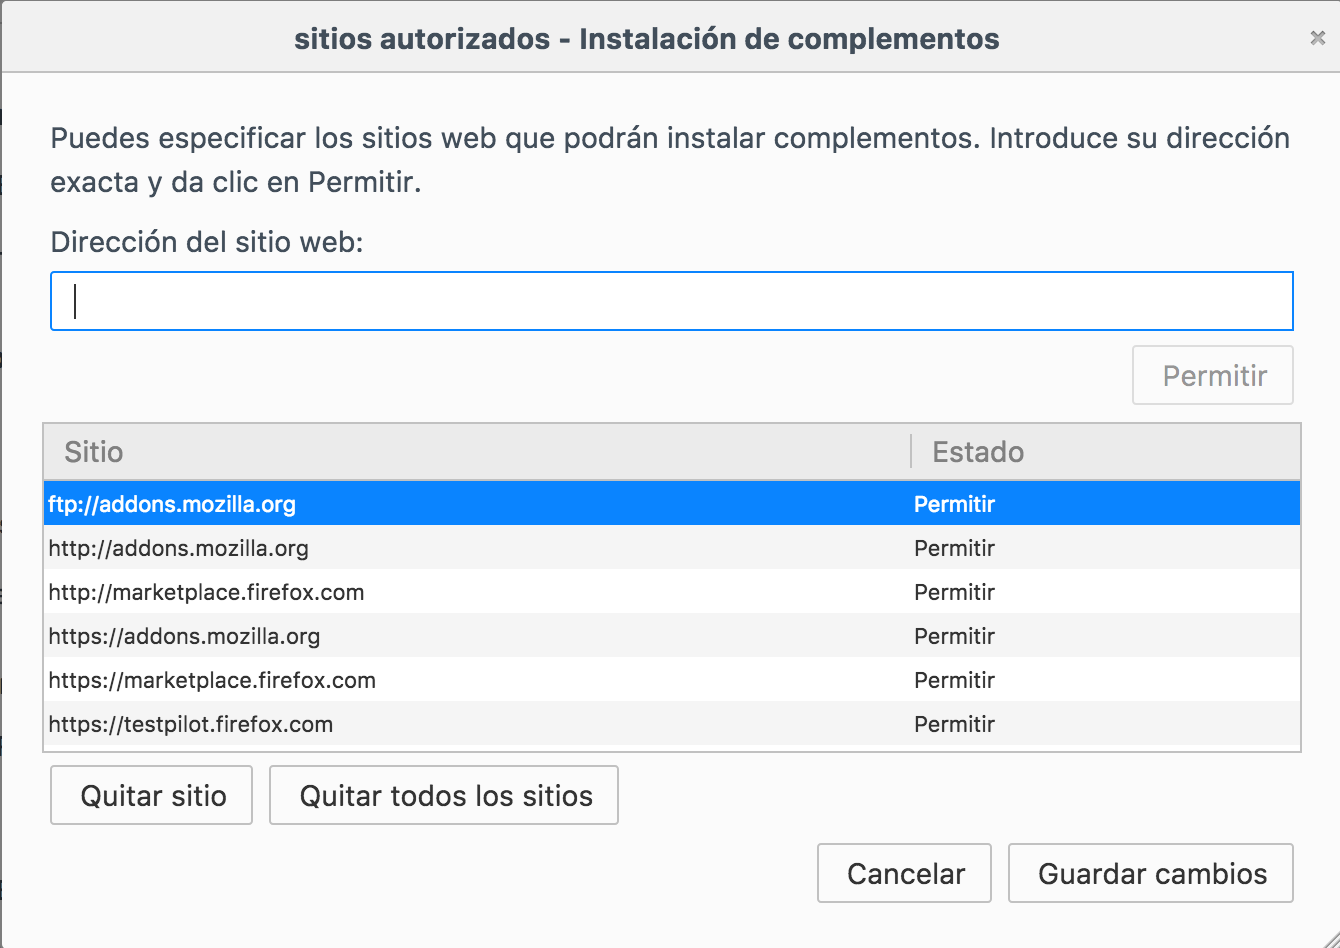 sitios autorizados - Instalación de complementos
Puedes especificar los sitios web que podrán instalar complementos. Introduce su dirección
exacta y da clic en Permitir.
Dirección del sitio web:
Permitir
Sitio Estado
ftp://addons.mozilla.org Permitir
http://addons.mozilla.org Permitir
http://marketplace.firefox.com Permitir
https://addons.mozilla.org Permitir
https://marketplace.firefox.com Permitir
https://testpilot.firefox.com Permitir
Quitar sitio Quitar todos los sitios
Cancelar Guardar cambios